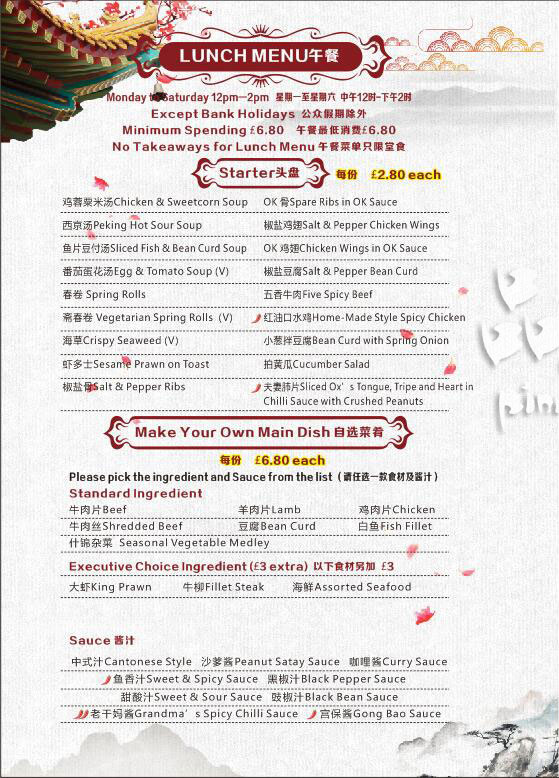 LUNCH MENU午餐
Monday to Saturday 12pm—2pm 星期一至星期六 中午12时-下午2时
Except Bank Holidays 公众假期除外
Minimum Spending £6.80 午餐最低消费£6.80
No Takeaways for Lunch Menu 午餐菜单只限堂食
Starter头盘 每份 £2.80 each
鸡蓉粟米汤Chicken & Sweetcorn Soup OK 骨Spare Ribs in OK Sauce
西京汤Peking Hot Sour Soup 椒盐鸡翅Salt & Pepper Chicken Wings
鱼片豆付汤Sliced Fish & Bean Curd Soup OK 鸡翅Chicken Wings in OK Sauce
番茄蛋花汤Egg & Tomato Soup (V) 椒盐豆腐Salt & Pepper Bean Curd
春卷 Spring Rolls 五香牛肉Five Spicy Beef
斋春卷 Vegetarian Spring Rolls (V) 红油口水鸡Home-Made Style Spicy Chicken
海草Crispy Seaweed (V) 小葱拌豆腐Bean Curd with Spring Onion
虾多士Sesame Prawn on Toast 拍黄瓜Cucumber Salad
椒盐骨Salt & Pepper Ribs 夫妻肺片Sliced Ox's Tongue, Tripe and Heart in
Chilli Sauce with Crushed Peanuts
Make Your Own Main Dish 自选菜肴
每份 £6.80 each
Please pick the ingredient and Sauce from the list (请任选一款食材及酱汁)
Standard Ingredient
牛肉片Beef 羊肉片Lamb 鸡肉片Chicken
牛肉丝Shredded Beef 豆腐Bean Curd 白鱼Fish Fillet
什锦杂菜 Seasonal Vegetable Medley
Executive Choice Ingredient (£3 extra) 以下食材另加 £3
大虾King Prawn 牛柳Fillet Steak 海鲜Assorted Seafood
Sauce 酱汁
中式汁Cantonese Style 沙爹酱Peanut Satay Sauce 咖喱酱Curry Sauce
鱼香汁Sweet & Spicy Sauce 黑椒汁Black Pepper Sauce
甜酸汁Sweet & Sour Sauce 豉椒汁Black Bean Sauce
老干妈酱Grandma's Spicy Chilli Sauce 宫保酱Gong Bao Sauce
pin